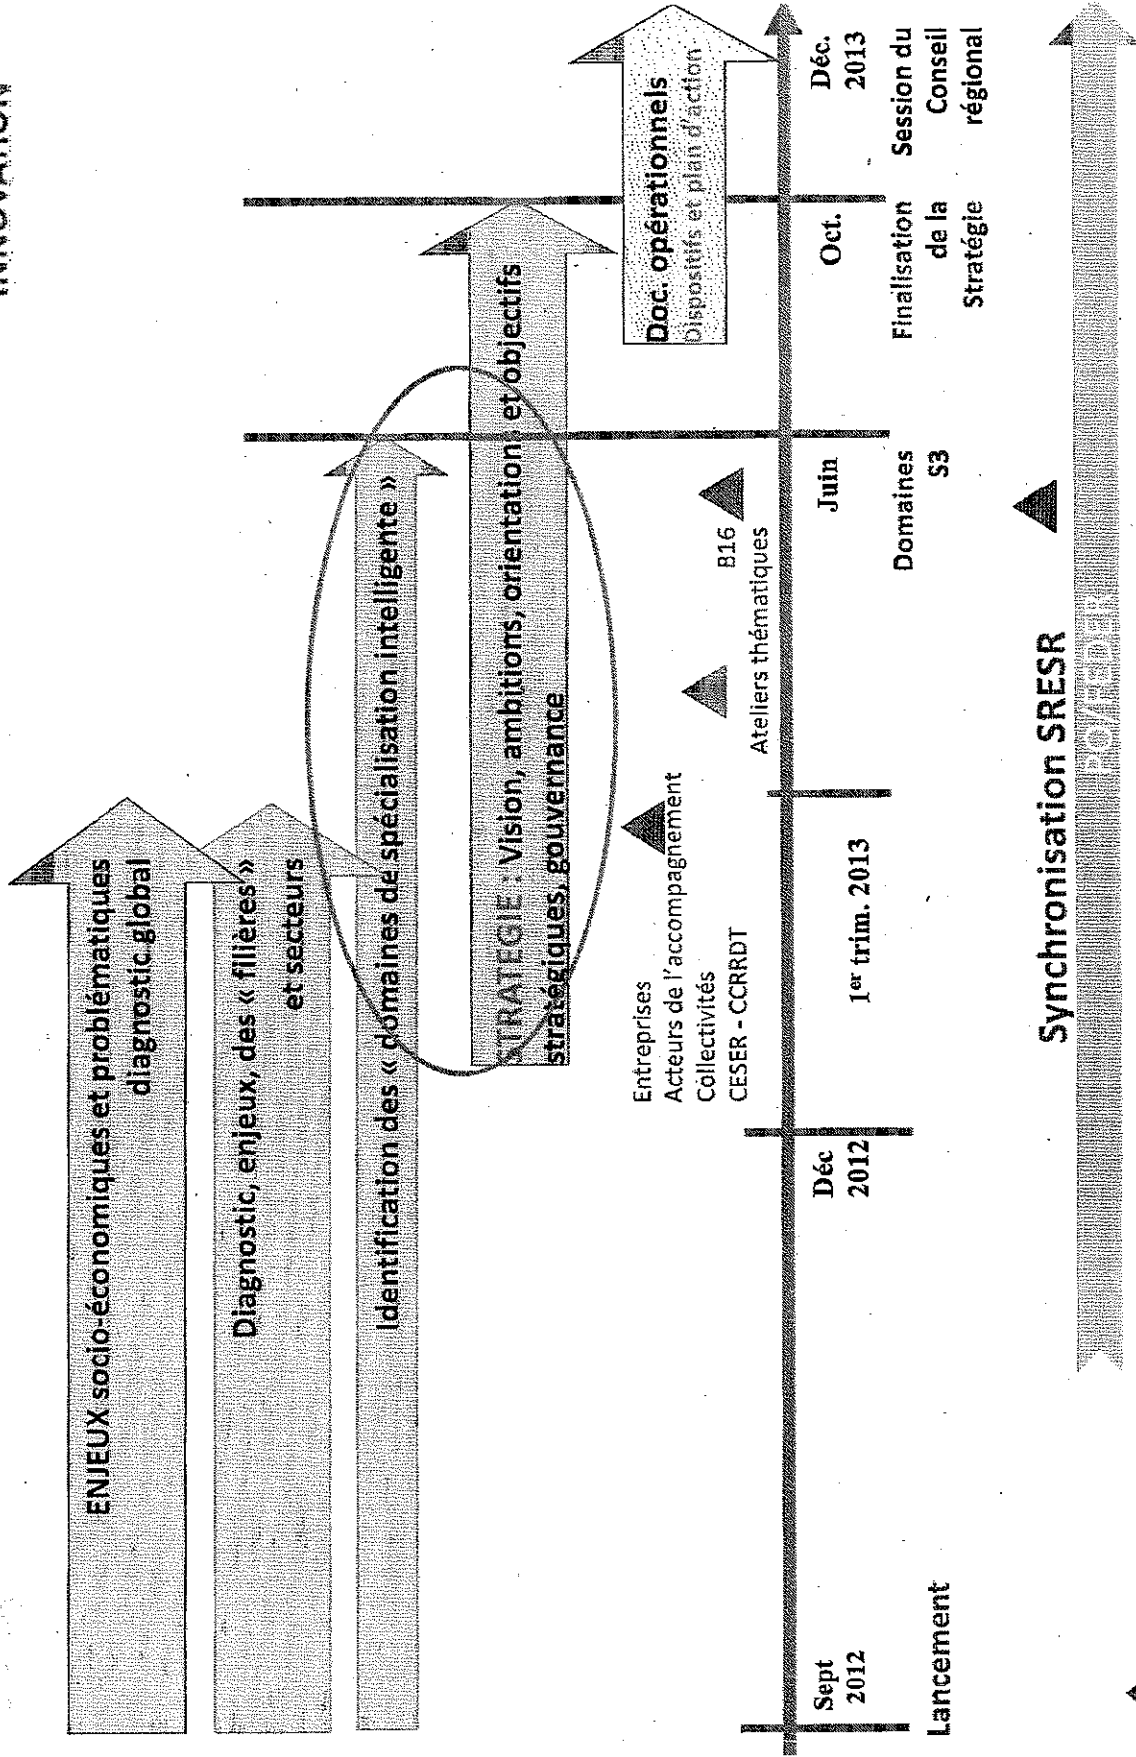 INNOVATION
ENJEUX socio-économiques et problématiques
diagnostic global
Diagnostic, enjeux, des « filières »
et secteurs
Identification des « domaines de spécialisation intelligente »
STRATEGIE : Vision, ambitions, orientation et objectifs
stratégiques, gouvernance
Doc. opérationnels
Dispositifs et plan d'action
Entreprises
Acteurs de l'accompagnement
Collectivités
CESER - CCRRDT
B16
Ateliers thématiques
Sept
2012
Déc
2012
1er trim. 2013
Juin
Oct.
Déc.
2013
Lancement
Domaines
S3
Finalisation
de la
Stratégie
Session du
Conseil
régional
Synchronisation SRESR
PO/FEDER